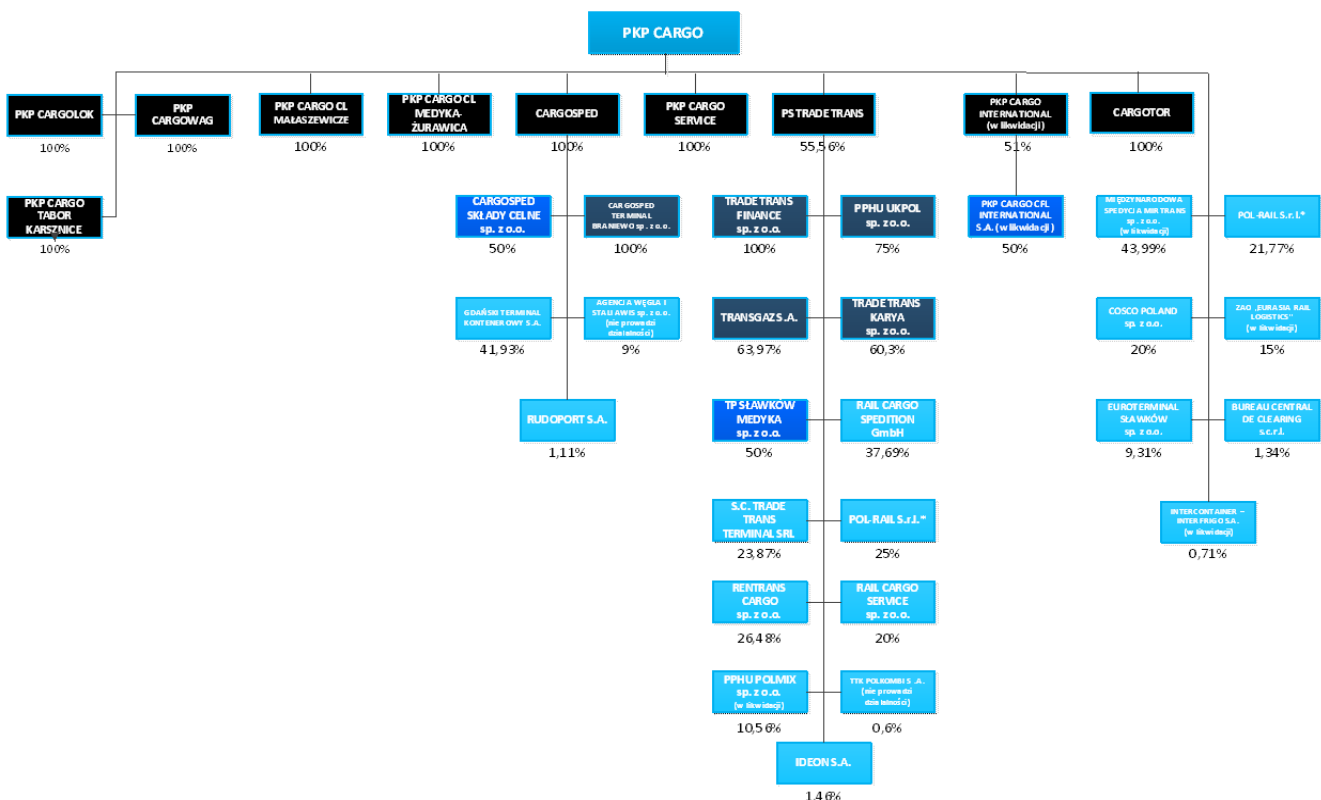 PKP CARGO
PKP CARGOLOK
100%
PKP
CARGOWAG
100%
PKP CARGO CL
MAŁASZEWICZE
100%
PKP CARGO CL
MEDYKA-
ŻURAWICA
100%
CARGOSPED
100%
PKP CARGO
SERVICE
100%
PS TRADE TRANS
55,56%
PKP CARGO
INTERNATIONAL
(w likwidacji)
51%
CARGOTOR
100%
PKP CARGO
TABOR
KARSZNICE
100%
CARGOSPED
SKŁADY CELNE
sp. z o.o.
50%
CARGOSPED
TERMINAL
BRANIEWO sp. z o.o.
100%
TRADE TRANS
FINANCE
sp. z o.o.
100%
PPHU UKPOL
sp. z o.o.
75%
PKP CARGO CFL
INTERNATIONAL
S.A. (w likwidacji)
50%
MIĘDZYNARODOWA
SPEDYCJA MIRTRANS
sp. z o.o.
(w likwidacji)
43,99%
POL-RAIL S.r.l.*
21,77%
GDAŃSKI TERMINAL
KONTENEROWY S.A.
41,93%
AGENCJA WĘGLA I
STALI AWIS sp. z o.o.
(nie prowadzi
działalności)
9%
TRANSGAZ S.A.
63,97%
TRADE TRANS
KARYA
sp. z o.o.
60,3%
COSCO POLAND
sp. z o.o.
20%
ZAO „EURASIA RAIL
LOGISTICS"
(w likwidacji)
15%
RUDOPORT S.A.
1,11%
TP SŁAWKÓW
MEDYKA
sp. z o.o.
50%
RAIL CARGO
SPEDITION
GmbH
37,69%
EUROTERMINAL
SŁAWKÓW
sp. z o.o.
9,31%
BUREAU CENTRAL
DE CLEARING
s.c.r.l.
1,34%
S.C. TRADE
TRANS
TERMINAL SRL
23,87%
POL-RAIL S.r.l.*
25%
INTERCONTAINER –
INTERFRIGO S.A.
(w likwidacji)
0,71%
RENTRANS
CARGO
sp. z o.o.
26,48%
RAIL CARGO
SERVICE
sp. z o.o.
20%
PPHU POLMIX
sp. z o.o.
(w likwidacji)
10,56%
TTK POLKOMBI S.A.
(nie prowadzi
działalności)
0,6%
IDEON S.A.
1,46%